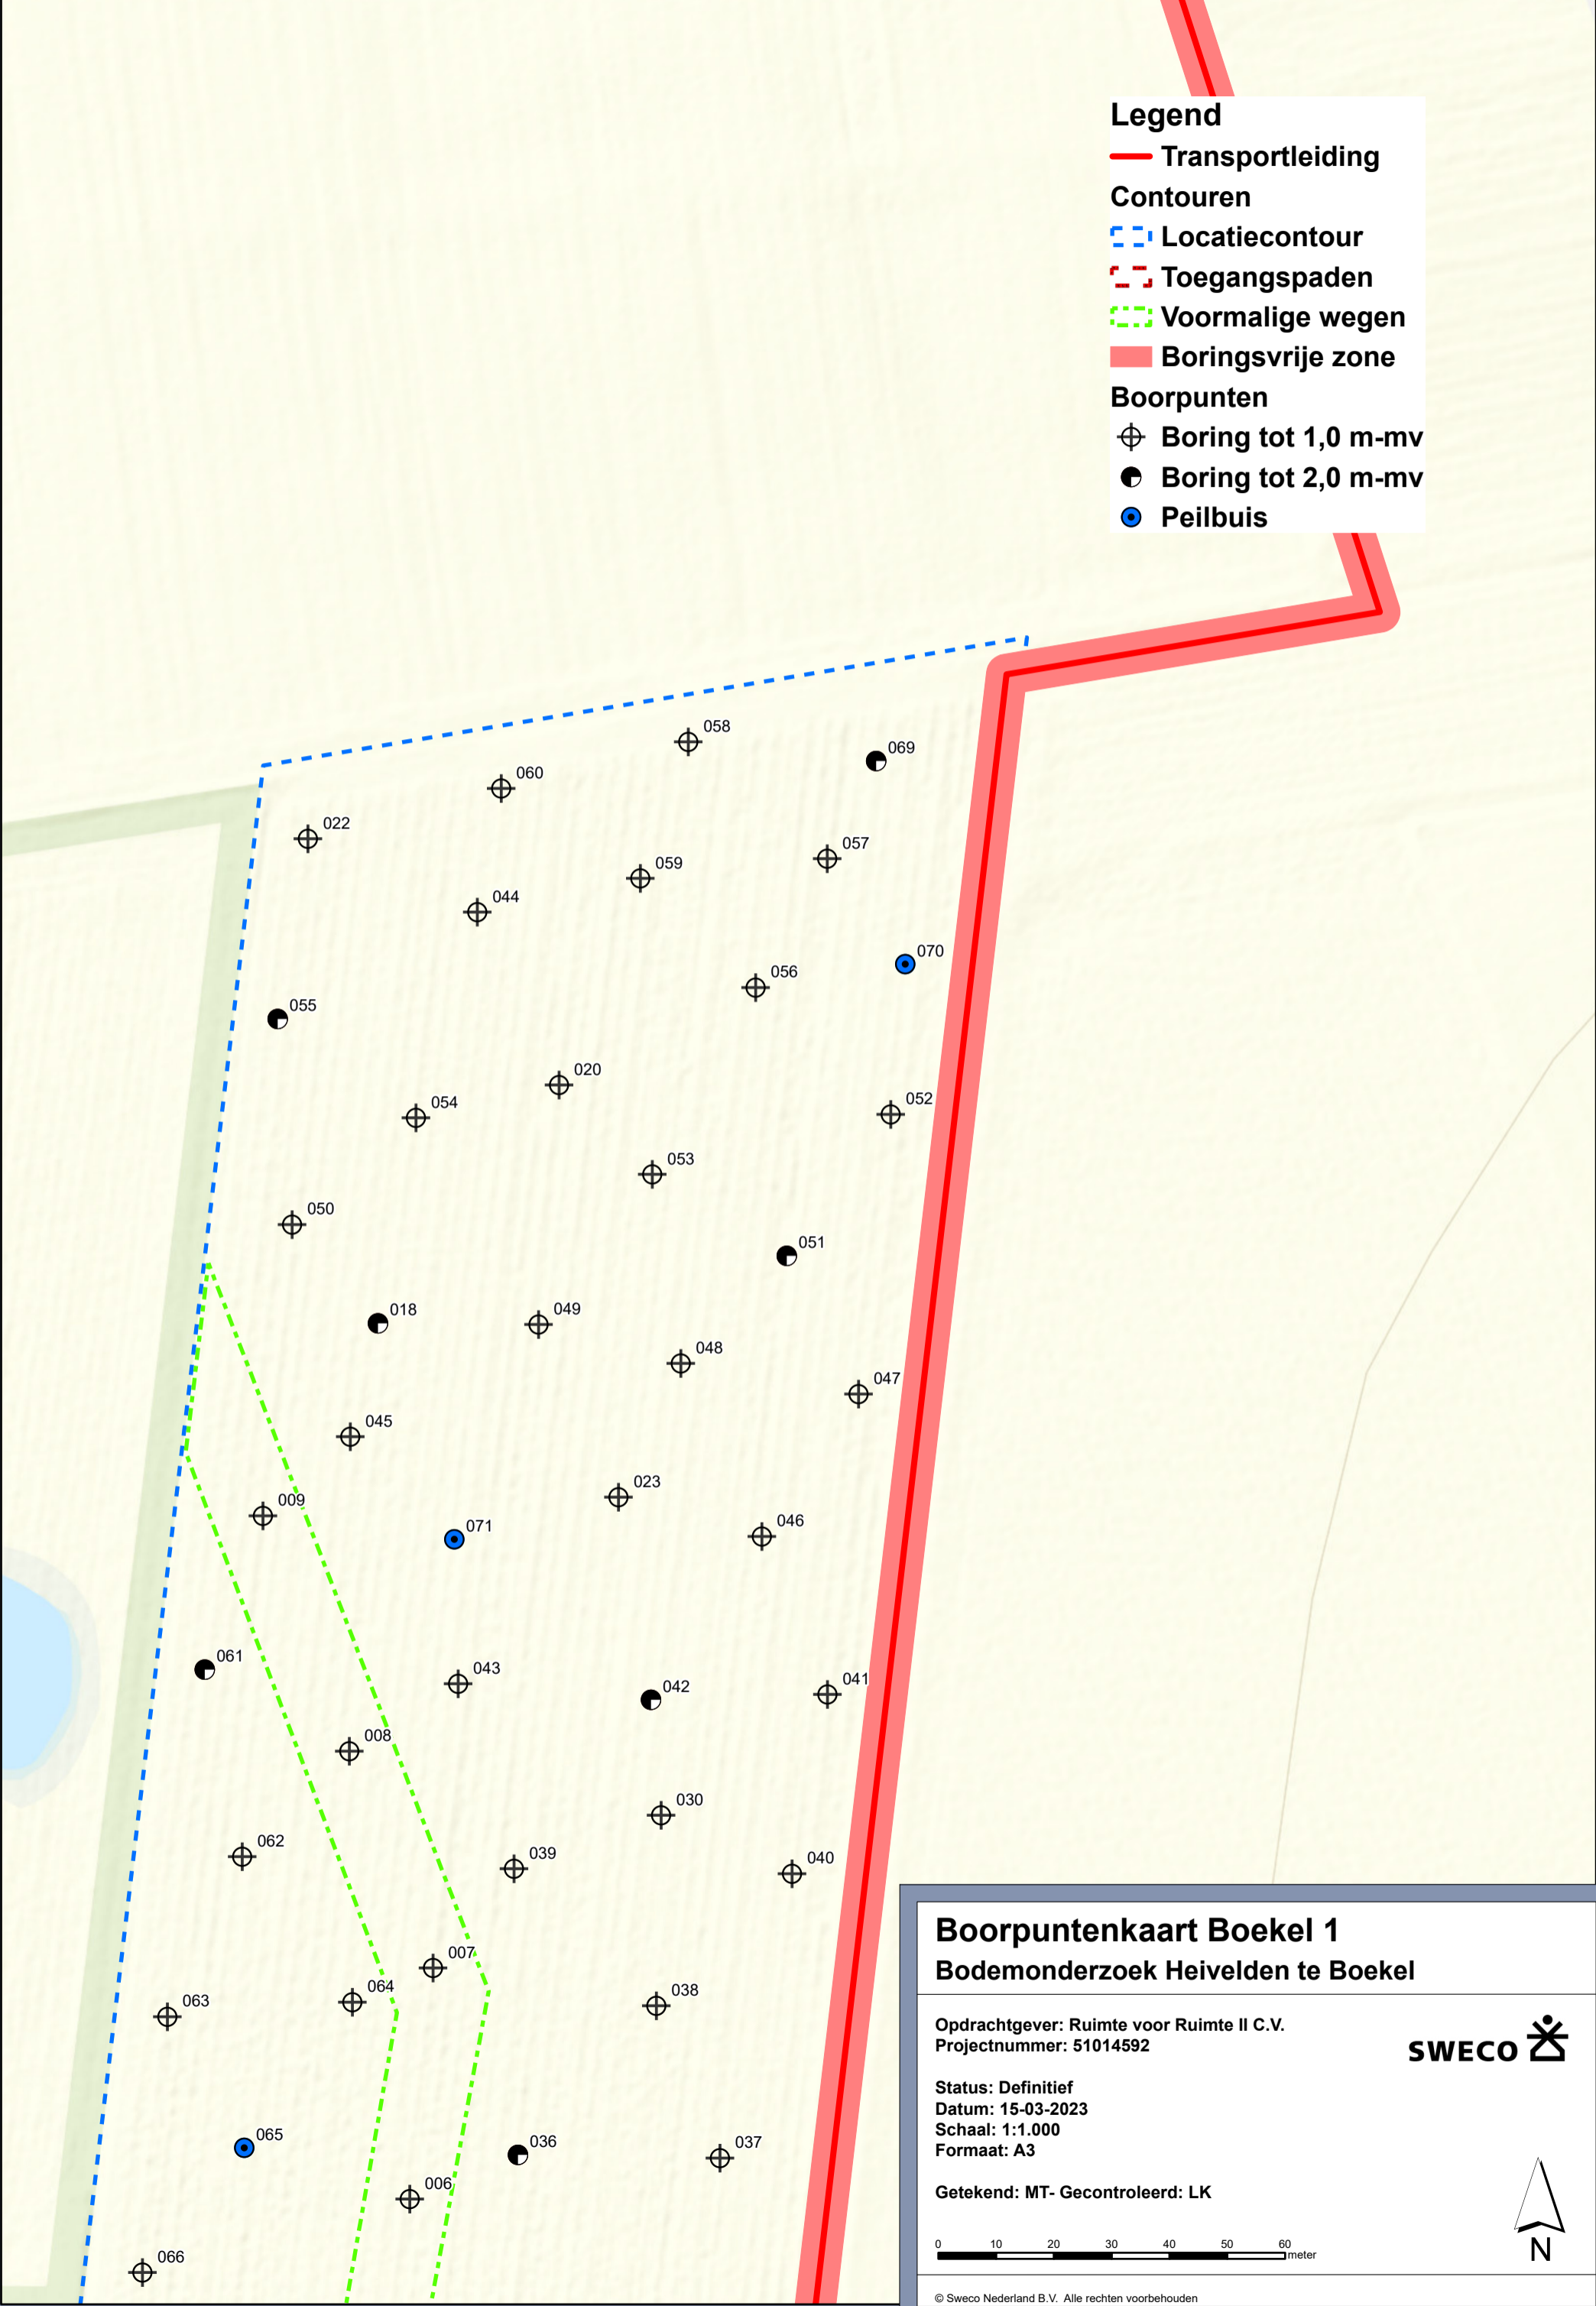 Legend
Transportleiding
Contouren
Locatiecontour
Toegangspaden
Voormalige wegen
Boringsvrije zone
Boorpunten
Boring tot 1,0 m-mv
Boring tot 2,0 m-mv
Peilbuis
058
069
060
022
057
059
044
070
056
055
020
054
052
053
050
051
018
049
048
047
045
023
009
046
071
061
043
042
041
008
030
062
039
040
007
064
063
038
065
036
037
006
066
Boorpuntenkaart Boekel 1
Bodemonderzoek Heivelden te Boekel
Opdrachtgever: Ruimte voor Ruimte II C.V.
Projectnummer: 51014592
SWECO
Status: Definitief
Datum: 15-03-2023
Schaal: 1:1.000
Formaat: A3
Getekend: MT- Gecontroleerd: LK
0 10 20 30 40 50 60
meter
N
© Sweco Nederland B.V. Alle rechten voorbehouden